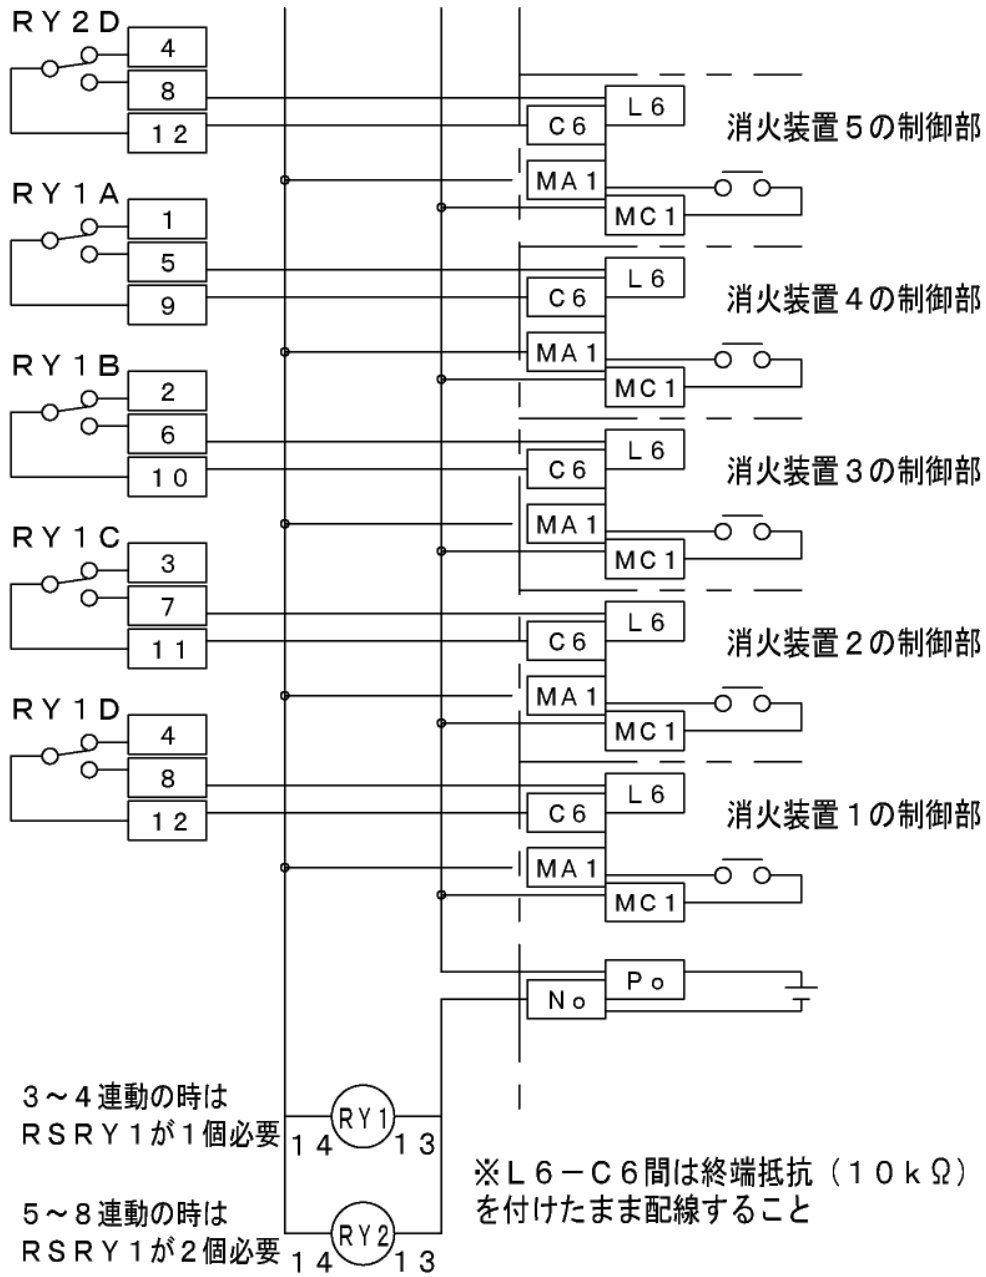 RY2D
4
8
12
L6
C6
MA1
MC1
消火装置5の制御部
RY1A
1
5
9
L6
C6
MA1
MC1
消火装置4の制御部
RY1B
2
6
10
L6
C6
MA1
MC1
消火装置3の制御部
RY1C
3
7
11
L6
C6
MA1
MC1
消火装置2の制御部
RY1D
4
8
12
L6
C6
MA1
MC1
消火装置1の制御部
Po
No
3~4連動の時は
RSRY1が1個必要
14
RY1
13
5~8連動の時は
RSRY1が2個必要
14
RY2
13
※L6-C6間は終端抵抗(10kΩ)
を付けたまま配線すること